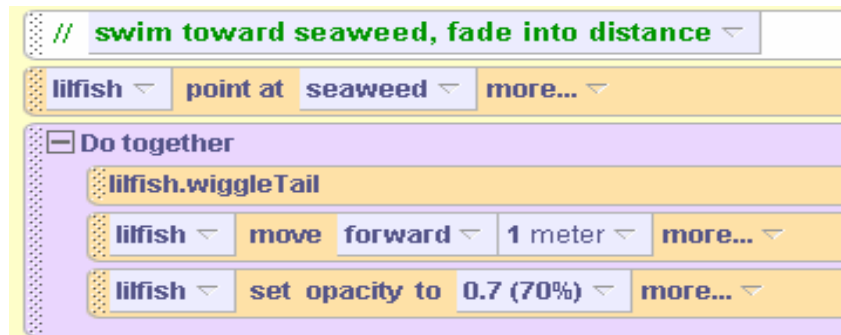 // swim toward seaweed, fade into distance
lilfish point at seaweed more...
Do together
lilfish.wiggleTail
lilfish move forward 1 meter more...
lilfish set opacity to 0.7 (70%) more...